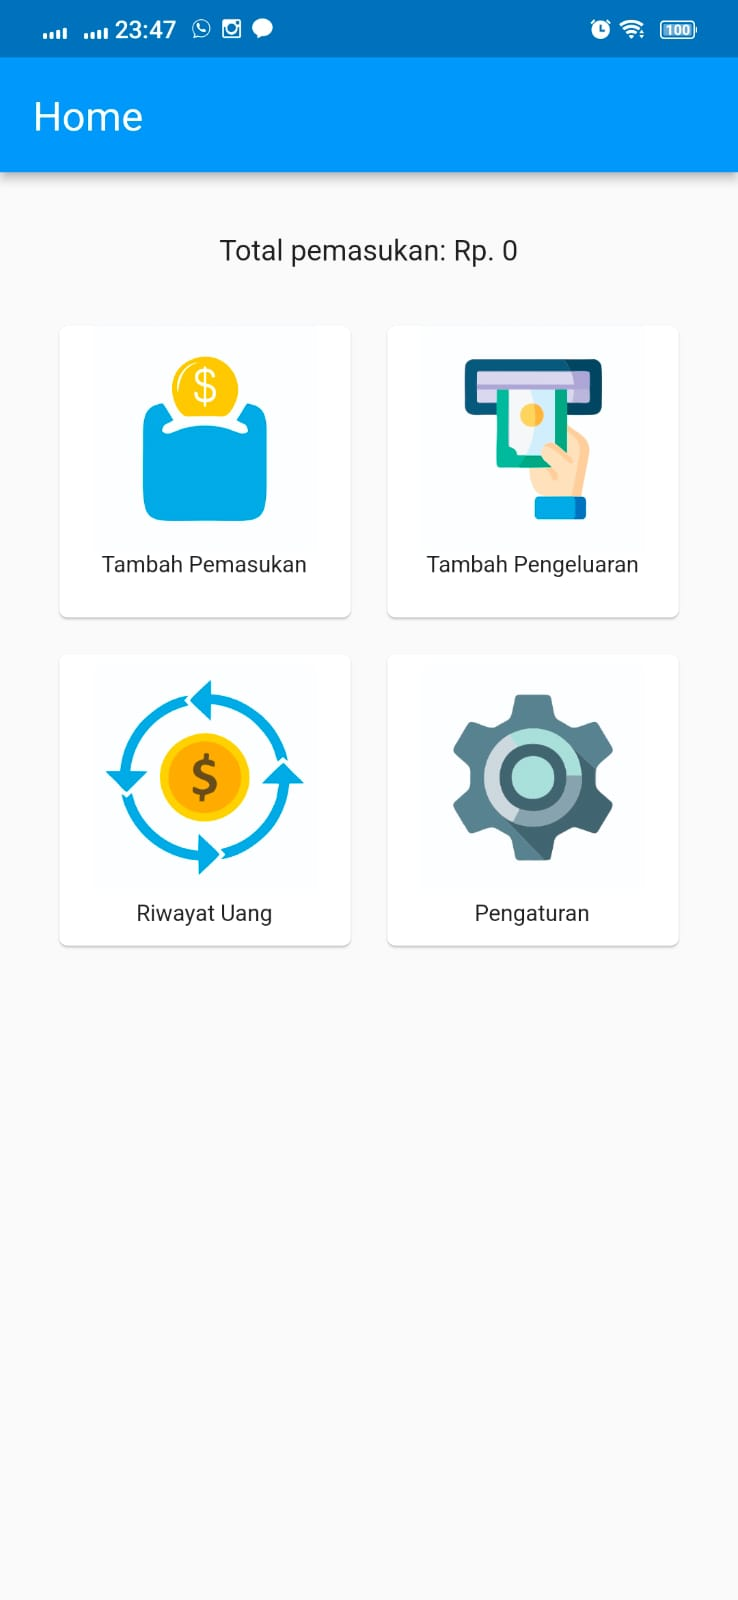 23:47
100
Home
Total pemasukan: Rp. 0
$
Tambah Pemasukan
Tambah Pengeluaran
$
Riwayat Uang
Pengaturan